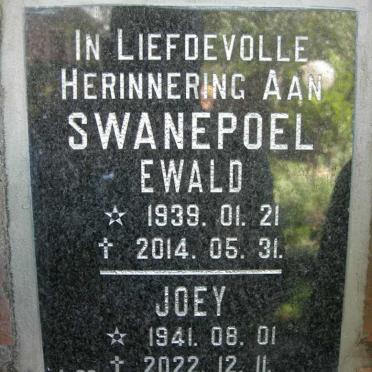 IN LIEFDEVOLLE
HERINNERING AAN
SWANEPOEL
EWALD
☆ 1939. 01. 21
† 2014. 05. 31.
JOEY
☆ 1941. 08. 01
† 2022. 12. 11.